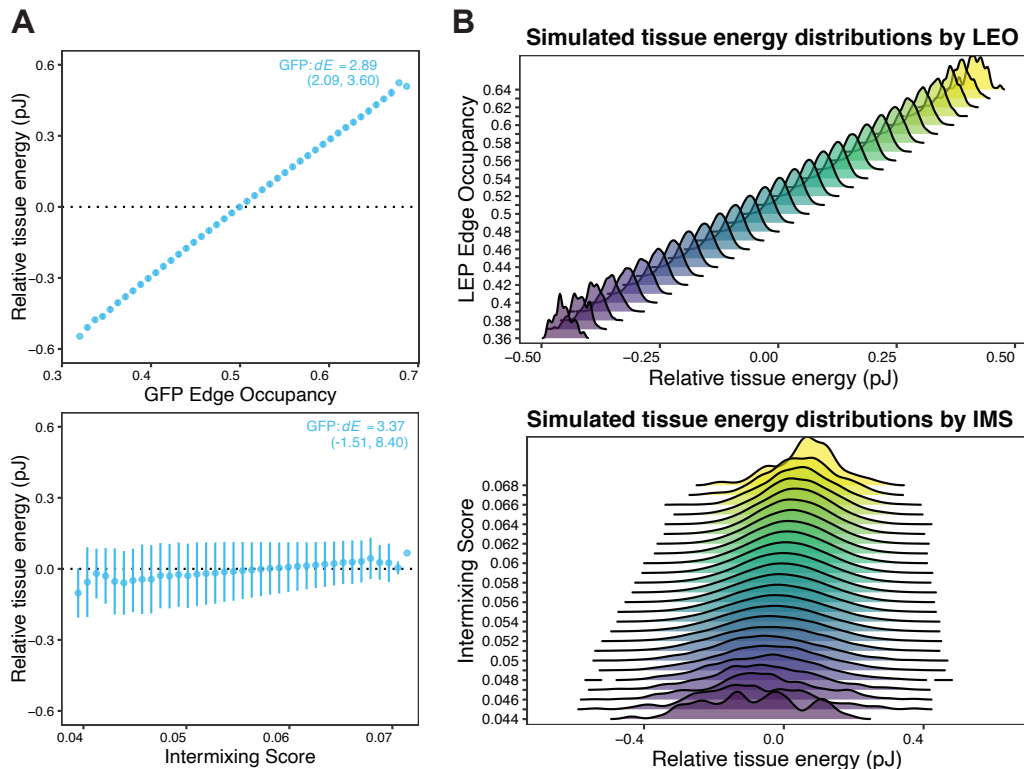 A
GFP: dE = 2.89
(2.09, 3.60)
Relative tissue energy (pJ)
0.6
0.3
0.0
−0.3
−0.6
0.3 0.4 0.5 0.6 0.7
GFP Edge Occupancy
GFP: dE = 3.37
(-1.51, 8.40)
Relative tissue energy (pJ)
0.6
0.3
0.0
−0.3
−0.6
0.04 0.05 0.06 0.07
Intermixing Score
B
Simulated tissue energy distributions by LEO
LEP Edge Occupancy
0.64
0.6
0.58
0.56
0.54
0.52
0.5
0.48
0.46
0.44
0.42
0.4
0.38
0.36
−0.50 −0.25 0.00 0.25 0.50
Relative tissue energy (pJ)
Simulated tissue energy distributions by IMS
Intermixing Score
0.068
0.066
0.064
0.062
0.06
0.058
0.056
0.054
0.052
0.05
0.048
0.046
0.044
−0.4 0.0 0.4
Relative tissue energy (pJ)